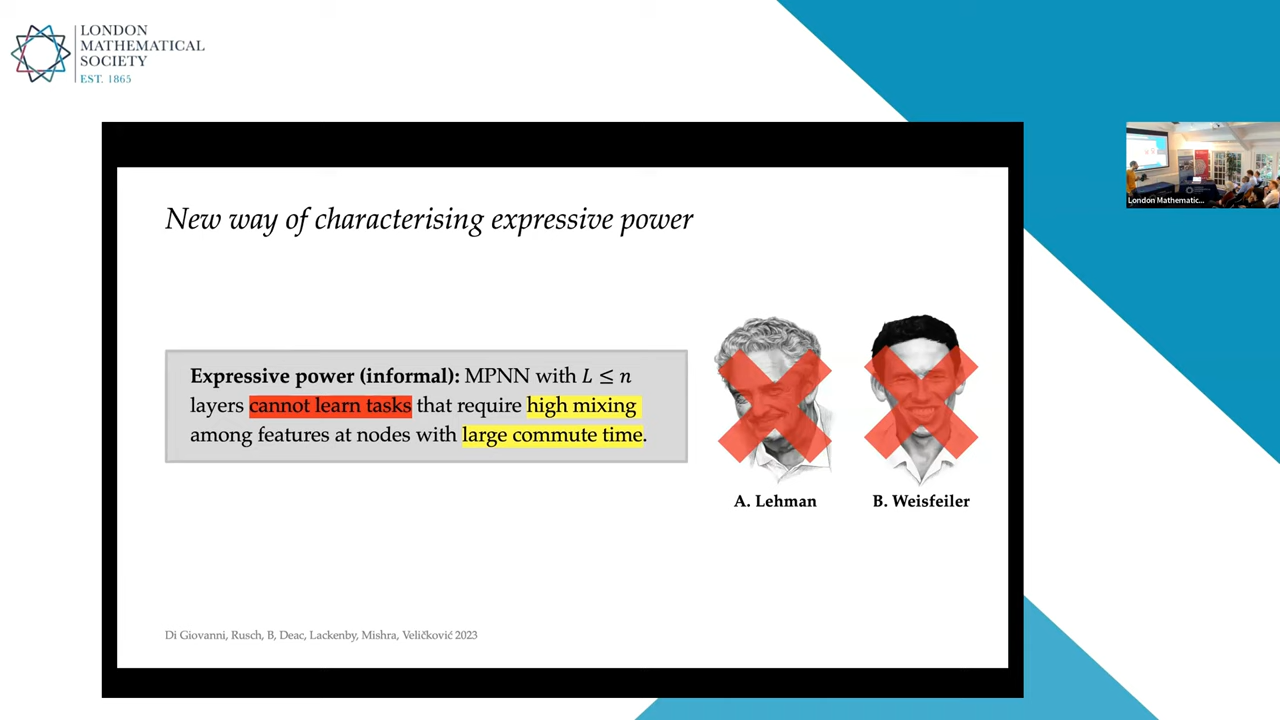 LONDON
MATHEMATICAL
SOCIETY
EST. 1865
London Mathematic...
New way of characterising expressive power
Expressive power (informal): MPNN with L ≤ n
layers cannot learn tasks that require high mixing
among features at nodes with large commute time.
A. Lehman
B. Weisfeiler
Di Giovanni, Rusch, B, Deac, Lackenby, Mishra, Veličković 2023